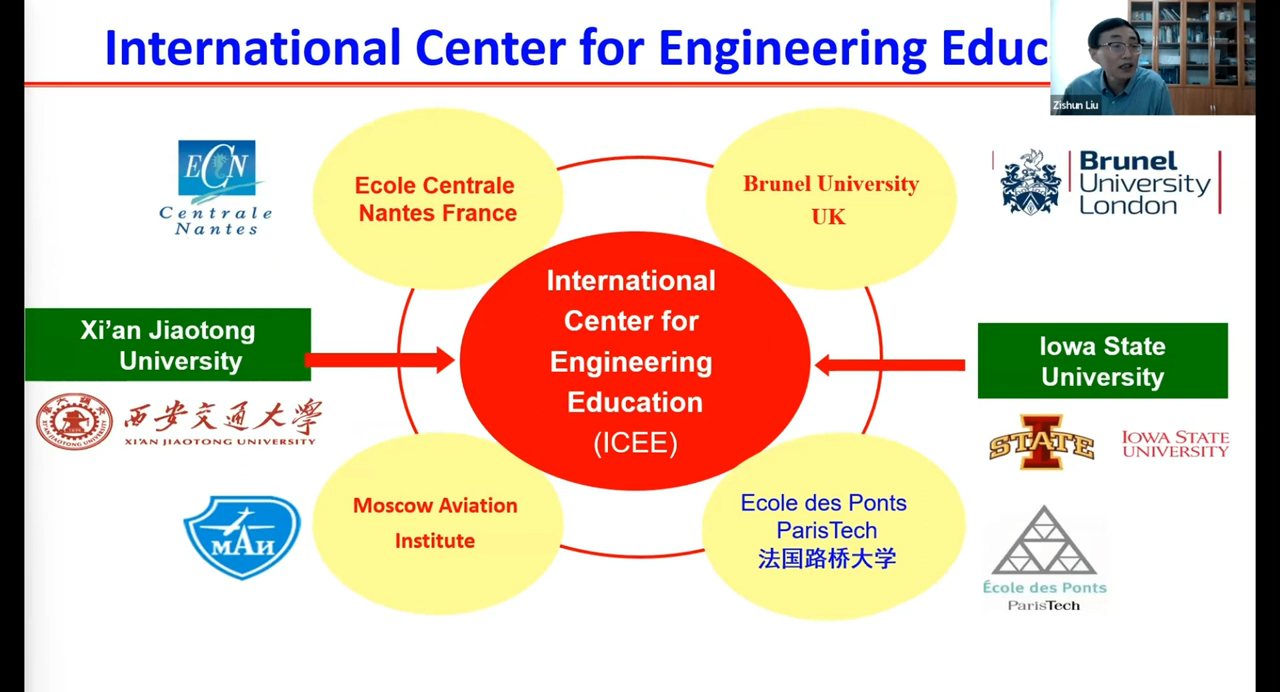 International Center for Engineering Educ
Zishun Liu
ECN
Centrale
Nantes
Ecole Centrale
Nantes France
Brunel University
UK
Brunel
University
London
International
Center for
Engineering
Education
(ICEE)
Xi'an Jiaotong
University
Iowa State
University
西安交通大学
XI'AN JIAOTONG UNIVERSITY
STATE
IOWA STATE
UNIVERSITY
Moscow Aviation
Institute
МАИ
Ecole des Ponts
ParisTech
法国路桥大学
École des Ponts
ParisTech